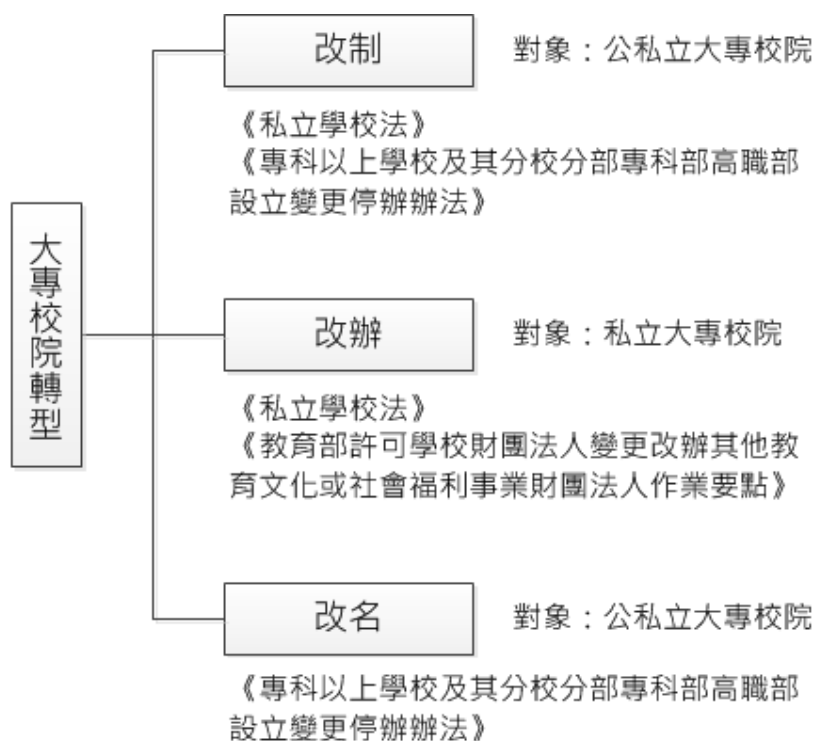 改制
對象：公私立大專校院
《私立學校法》
《專科以上學校及其分校分部專科部高職部
設立變更停辦辦法》
大專校院轉型
改辦
對象：私立大專校院
《私立學校法》
《教育部許可學校財團法人變更改辦其他教
育文化或社會福利事業財團法人作業要點》
改名
對象：公私立大專校院
《專科以上學校及其分校分部專科部高職部
設立變更停辦辦法》